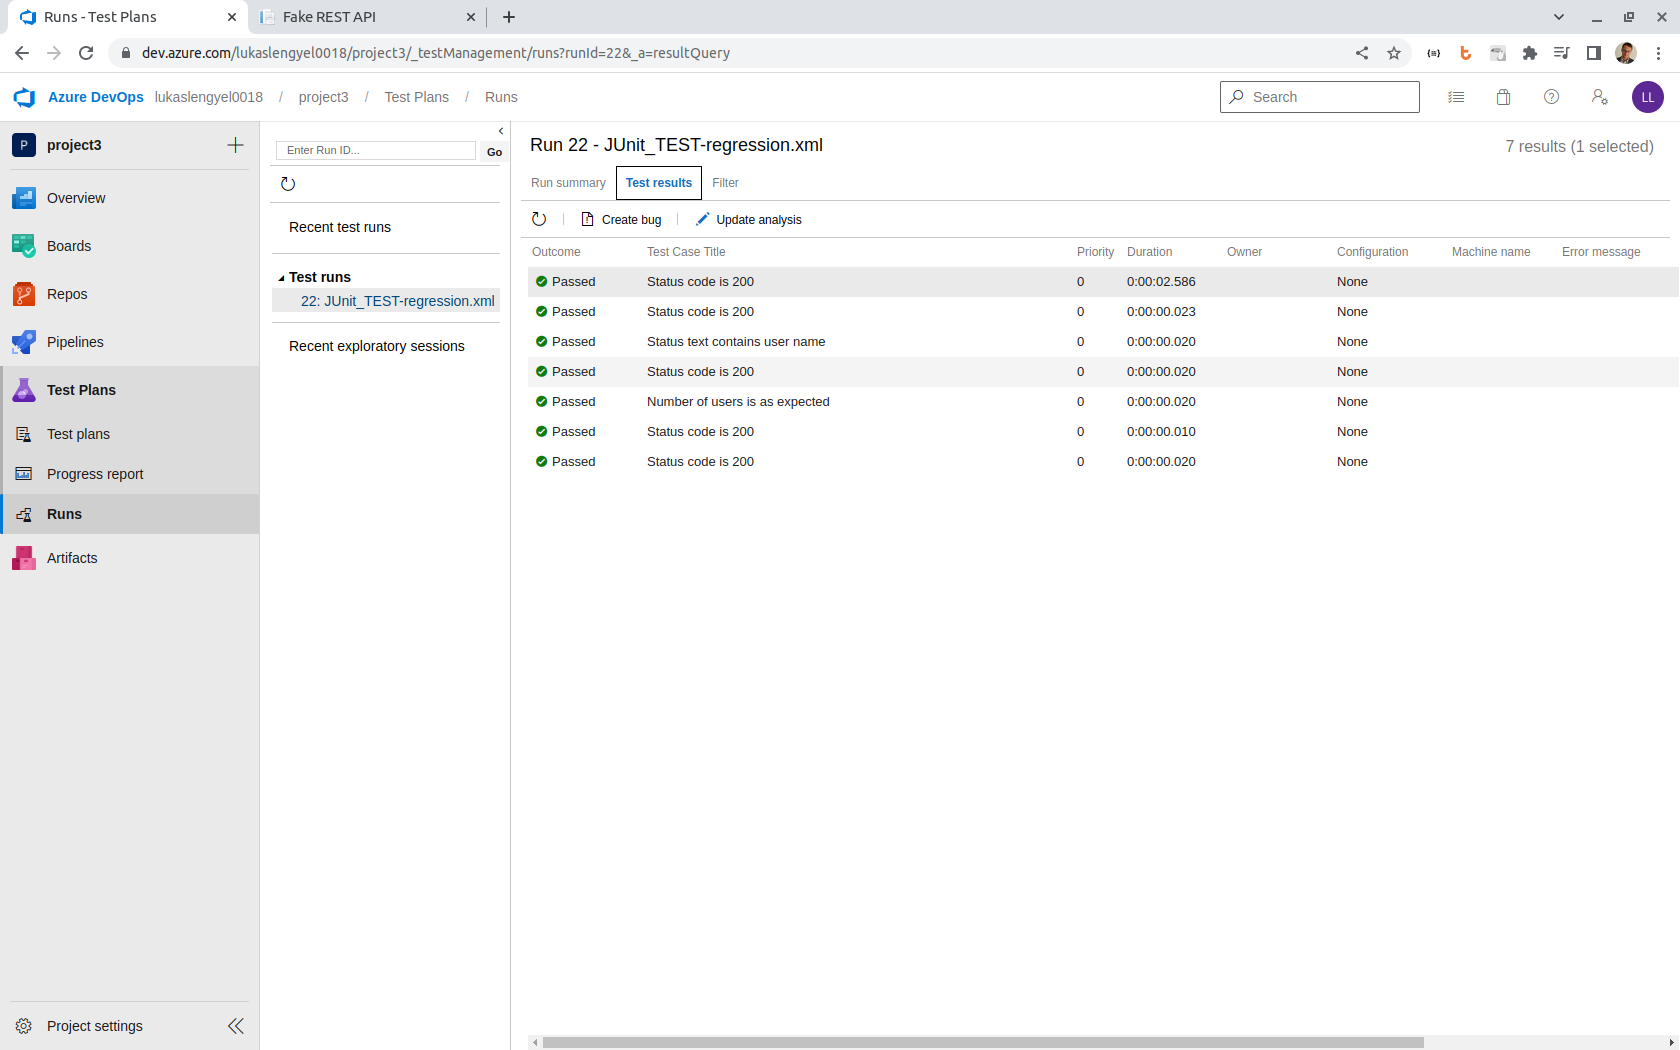 Runs - Test Plans
Fake REST API
dev.azure.com/lukaslengyel0018/project3/_testManagement/runs?runId=22&_a=resultQuery
Azure DevOps lukaslengyel0018 / project3 / Test Plans / Runs
Search
LL
P project3
Overview
Boards
Repos
Pipelines
Test Plans
Test plans
Progress report
Runs
Artifacts
Project settings
Enter Run ID... Go
Recent test runs
Test runs
22: JUnit_TEST-regression.xml
Recent exploratory sessions
Run 22 - JUnit_TEST-regression.xml
7 results (1 selected)
Run summary Test results Filter
Create bug Update analysis
Outcome Test Case Title Priority Duration Owner Configuration Machine name Error message
Passed Status code is 200 0 0:00:02.586 None
Passed Status code is 200 0 0:00:00.023 None
Passed Status text contains user name 0 0:00:00.020 None
Passed Status code is 200 0 0:00:00.020 None
Passed Number of users is as expected 0 0:00:00.020 None
Passed Status code is 200 0 0:00:00.010 None
Passed Status code is 200 0 0:00:00.020 None